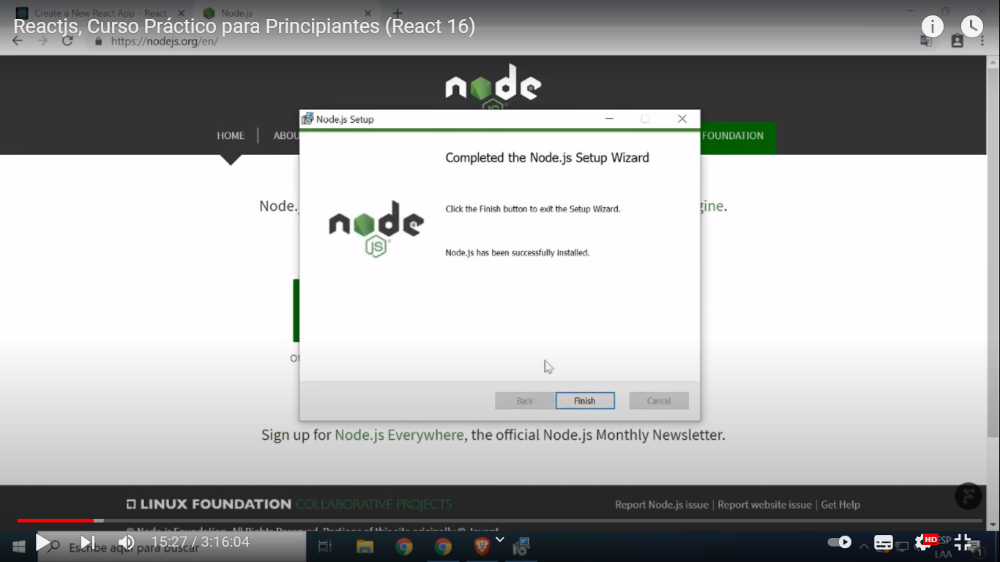 Create a New React App – React
Node.js
Reactjs, Curso Práctico para Principiantes (React 16)
https://nodejs.org/en/
node
JS
HOME
ABOU
FOUNDATION
Node.js Setup
Completed the Node.js Setup Wizard
Node.
gine.
Click the Finish button to exit the Setup Wizard.
node
JS
Node.js has been successfully installed.
Ot
Back
Finish
Cancel
Sign up for Node.js Everywhere, the official Node.js Monthly Newsletter.
LINUX FOUNDATION COLLABORATIVE PROJECTS
Report Node.js issue | Report website issue | Get Help
© Node.js Foundation. All Rights Reserved. Portions of this site originally © Joyent.
Escribe aquí para buscar
15:27 / 3:16:04
HD
ESP
LAA
1